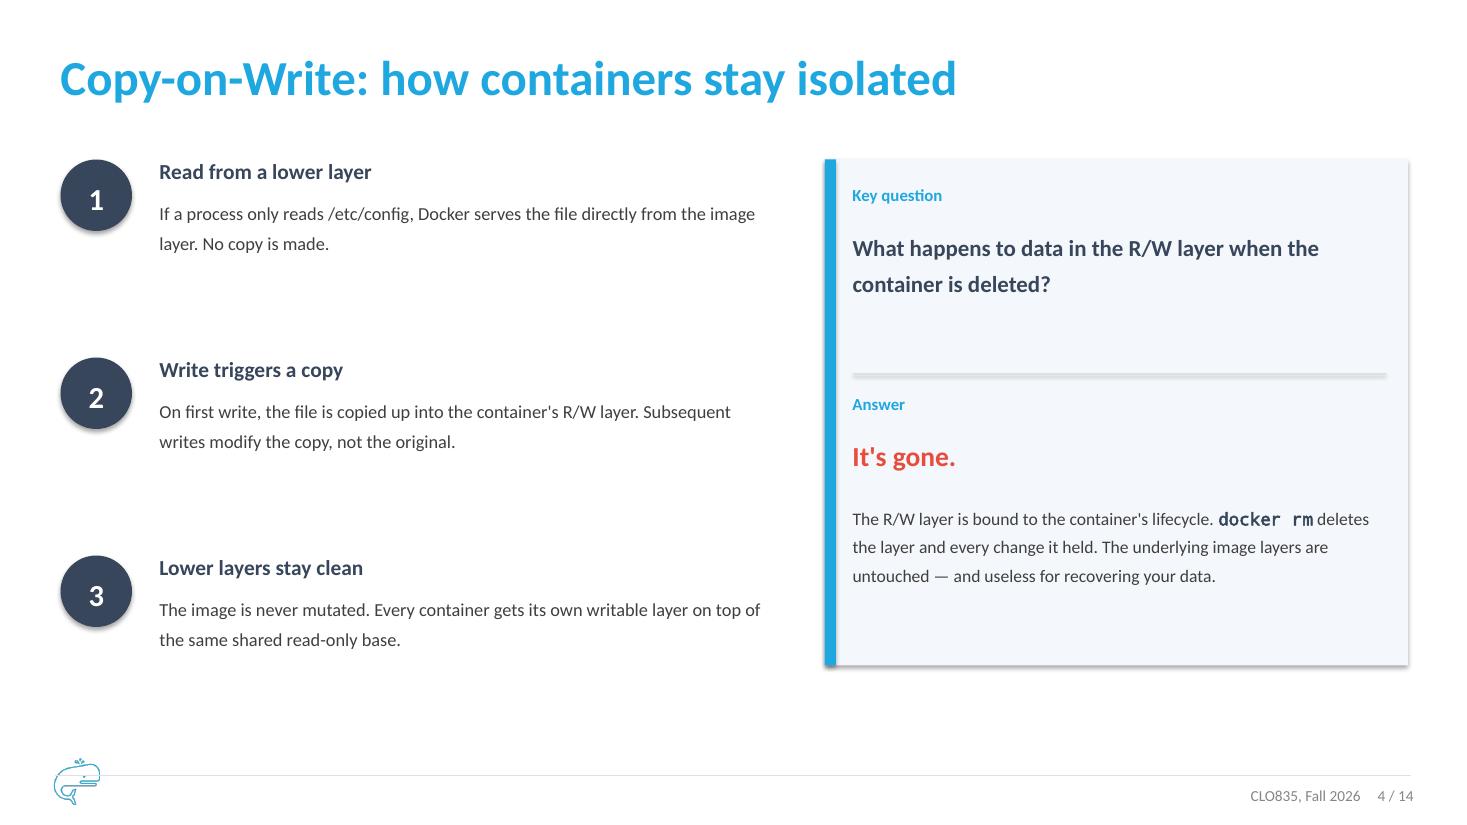 Copy-on-Write: how containers stay isolated
1
Read from a lower layer
If a process only reads /etc/config, Docker serves the file directly from the image
layer. No copy is made.
2
Write triggers a copy
On first write, the file is copied up into the container's R/W layer. Subsequent
writes modify the copy, not the original.
3
Lower layers stay clean
The image is never mutated. Every container gets its own writable layer on top of
the same shared read-only base.
Key question
What happens to data in the R/W layer when the
container is deleted?
Answer
It's gone.
The R/W layer is bound to the container's lifecycle. docker rm deletes
the layer and every change it held. The underlying image layers are
untouched — and useless for recovering your data.
CLO835, Fall 2026 4 / 14